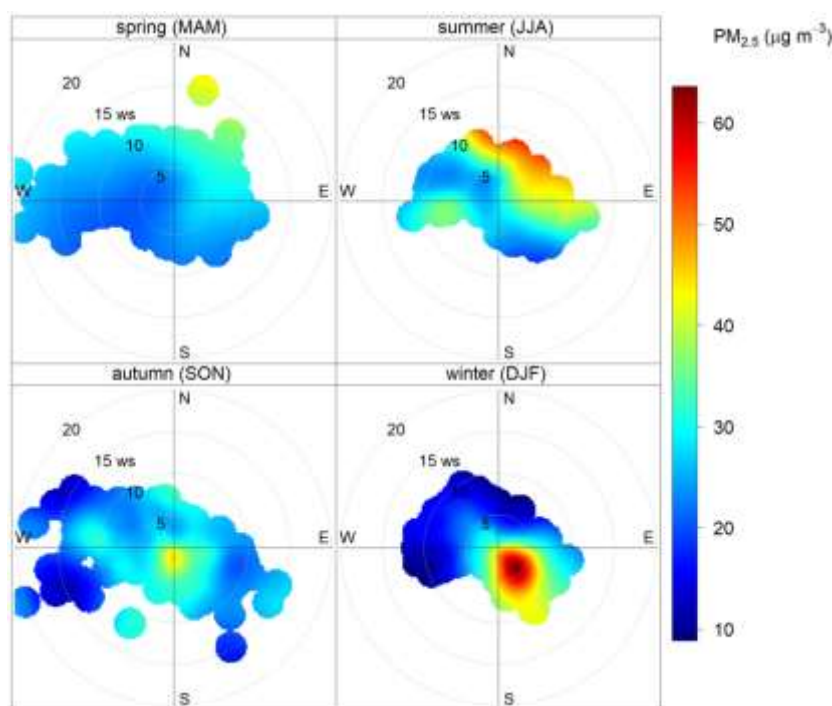 spring (MAM)
N
20
15 ws
10
5
W
E
S
summer (JJA)
N
20
15 ws
10
5
W
E
S
autumn (SON)
N
20
15 ws
10
5
W
E
S
winter (DJF)
N
20
15 ws
10
5
W
E
S
PM2.5 (μg m−3)
60
50
40
30
20
10